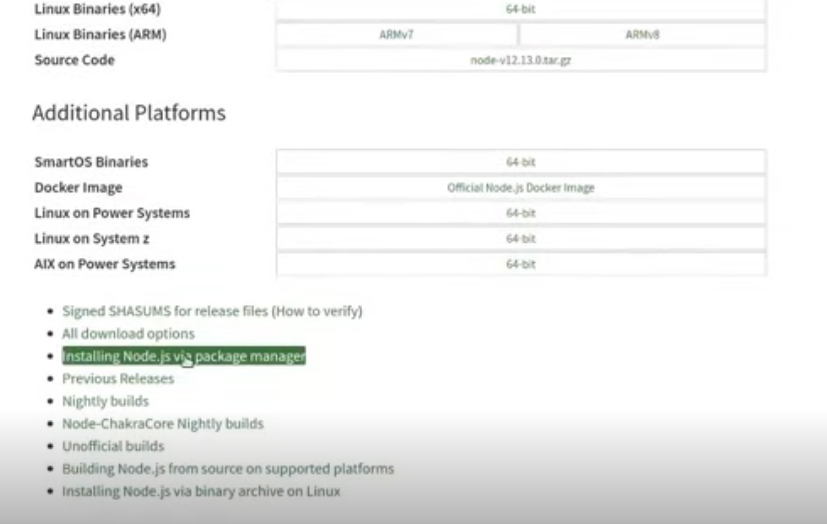 Linux Binaries (x64) 64-bit
Linux Binaries (ARM) ARMv7 ARMv8
Source Code node-v12.13.0.tar.gz
Additional Platforms
SmartOS Binaries 64-bit
Docker Image Official Node.js Docker Image
Linux on Power Systems 64-bit
Linux on System z 64-bit
AIX on Power Systems 64-bit
Signed SHASUMS for release files (How to verify)
All download options
Installing Node.js via package manager
Previous Releases
Nightly builds
Node-ChakraCore Nightly builds
Unofficial builds
Building Node.js from source on supported platforms
Installing Node.js via binary archive on Linux